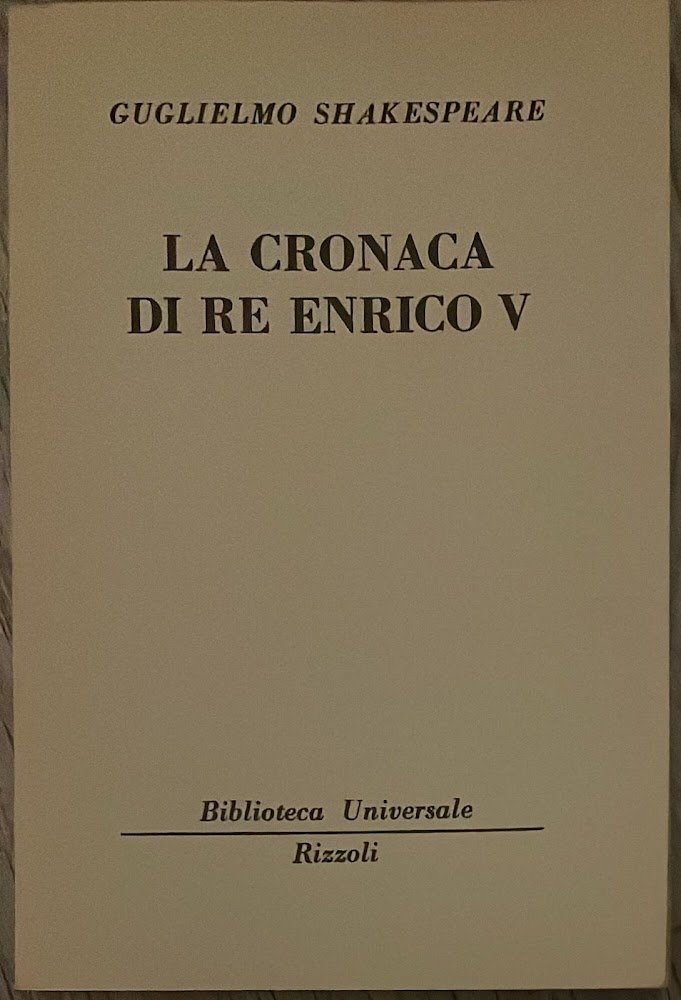 GUGLIELMO SHAKESPEARE
LA CRONACA
DI RE ENRICO V
Biblioteca Universale
Rizzoli